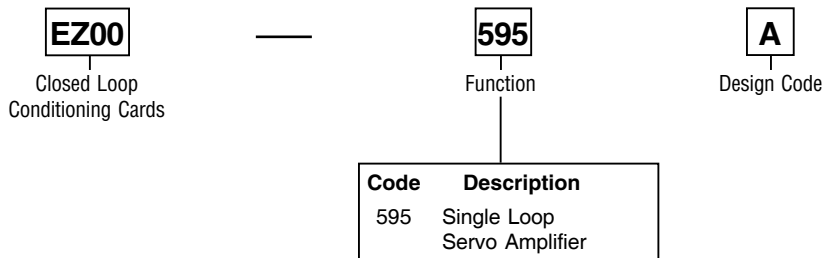 EZ00 — 595 A
Closed Loop
Conditioning Cards
Function
Design Code
Code Description
595 Single Loop
Servo Amplifier